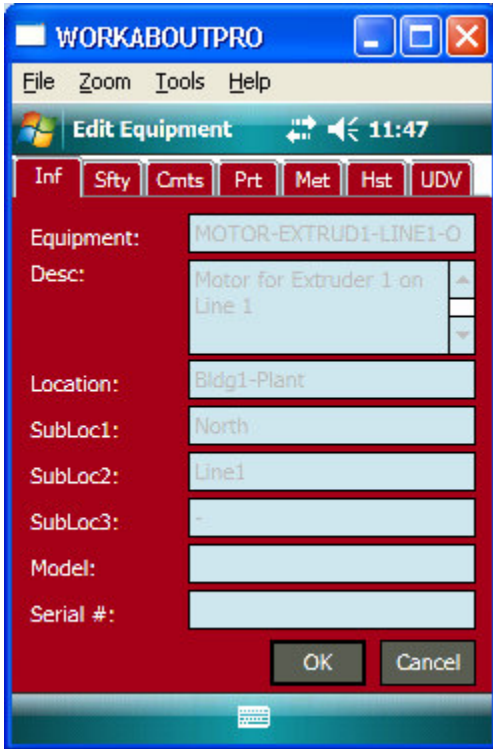 WORKABOUTPRO
File Zoom Tools Help
Edit Equipment 11:47
Inf Sfty Cmts Prt Met Hst UDV
Equipment: MOTOR-EXTRUD1-LINE1-O
Desc: Motor for Extruder 1 on
Line 1
Location: Bldg1-Plant
SubLoc1: North
SubLoc2: Line1
SubLoc3: -
Model:
Serial #:
OK Cancel